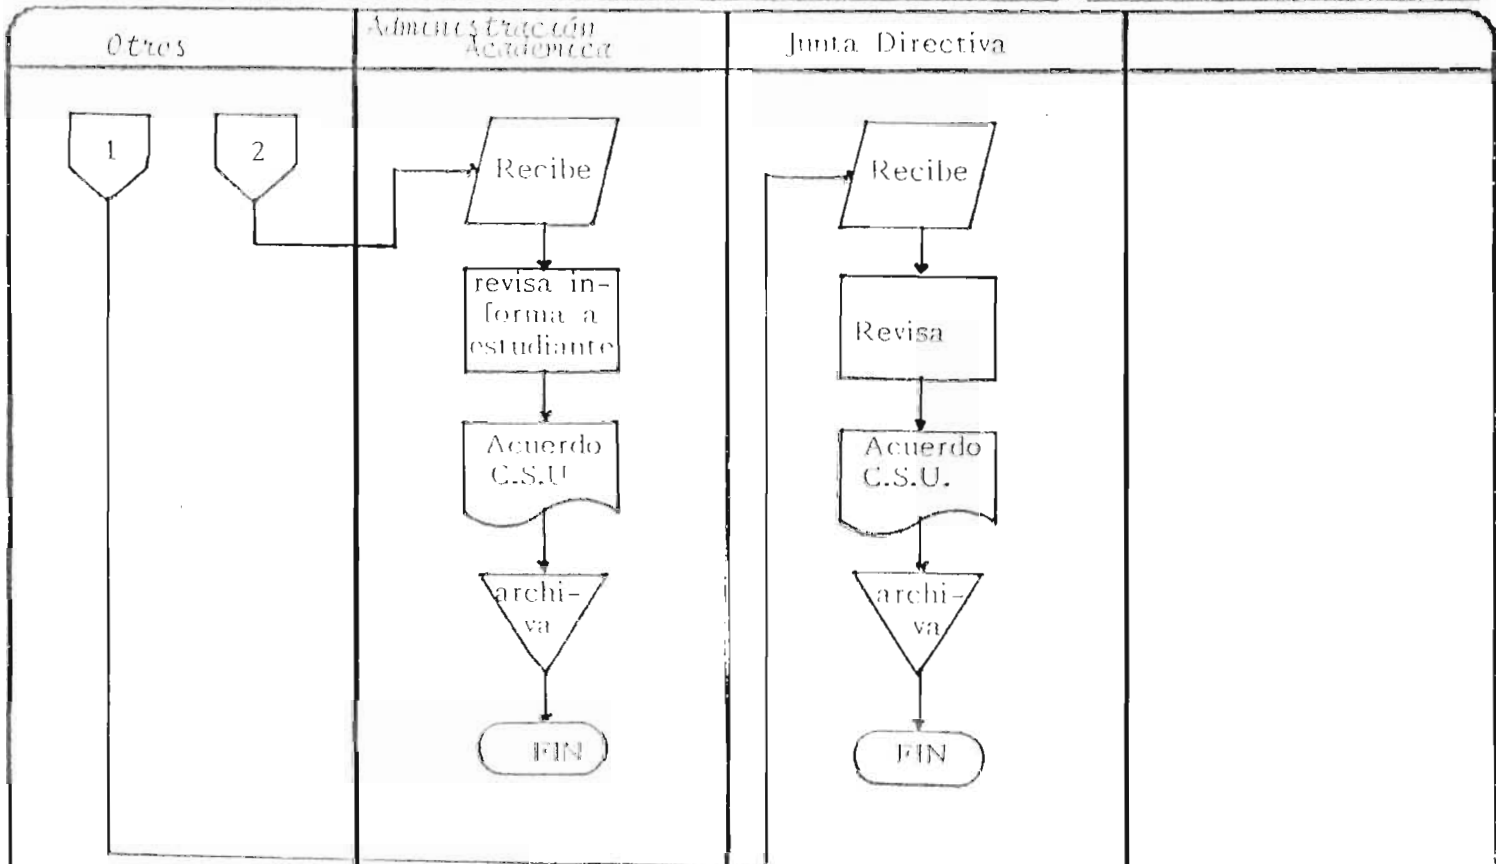 Otros
Administración
Académica
Junta Directiva
1
2
Recibe
revisa in-
forma a
estudiante
Acuerdo
C.S.U
archi-
va
FIN
Recibe
Revisa
Acuerdo
C.S.U.
archi-
va
FIN